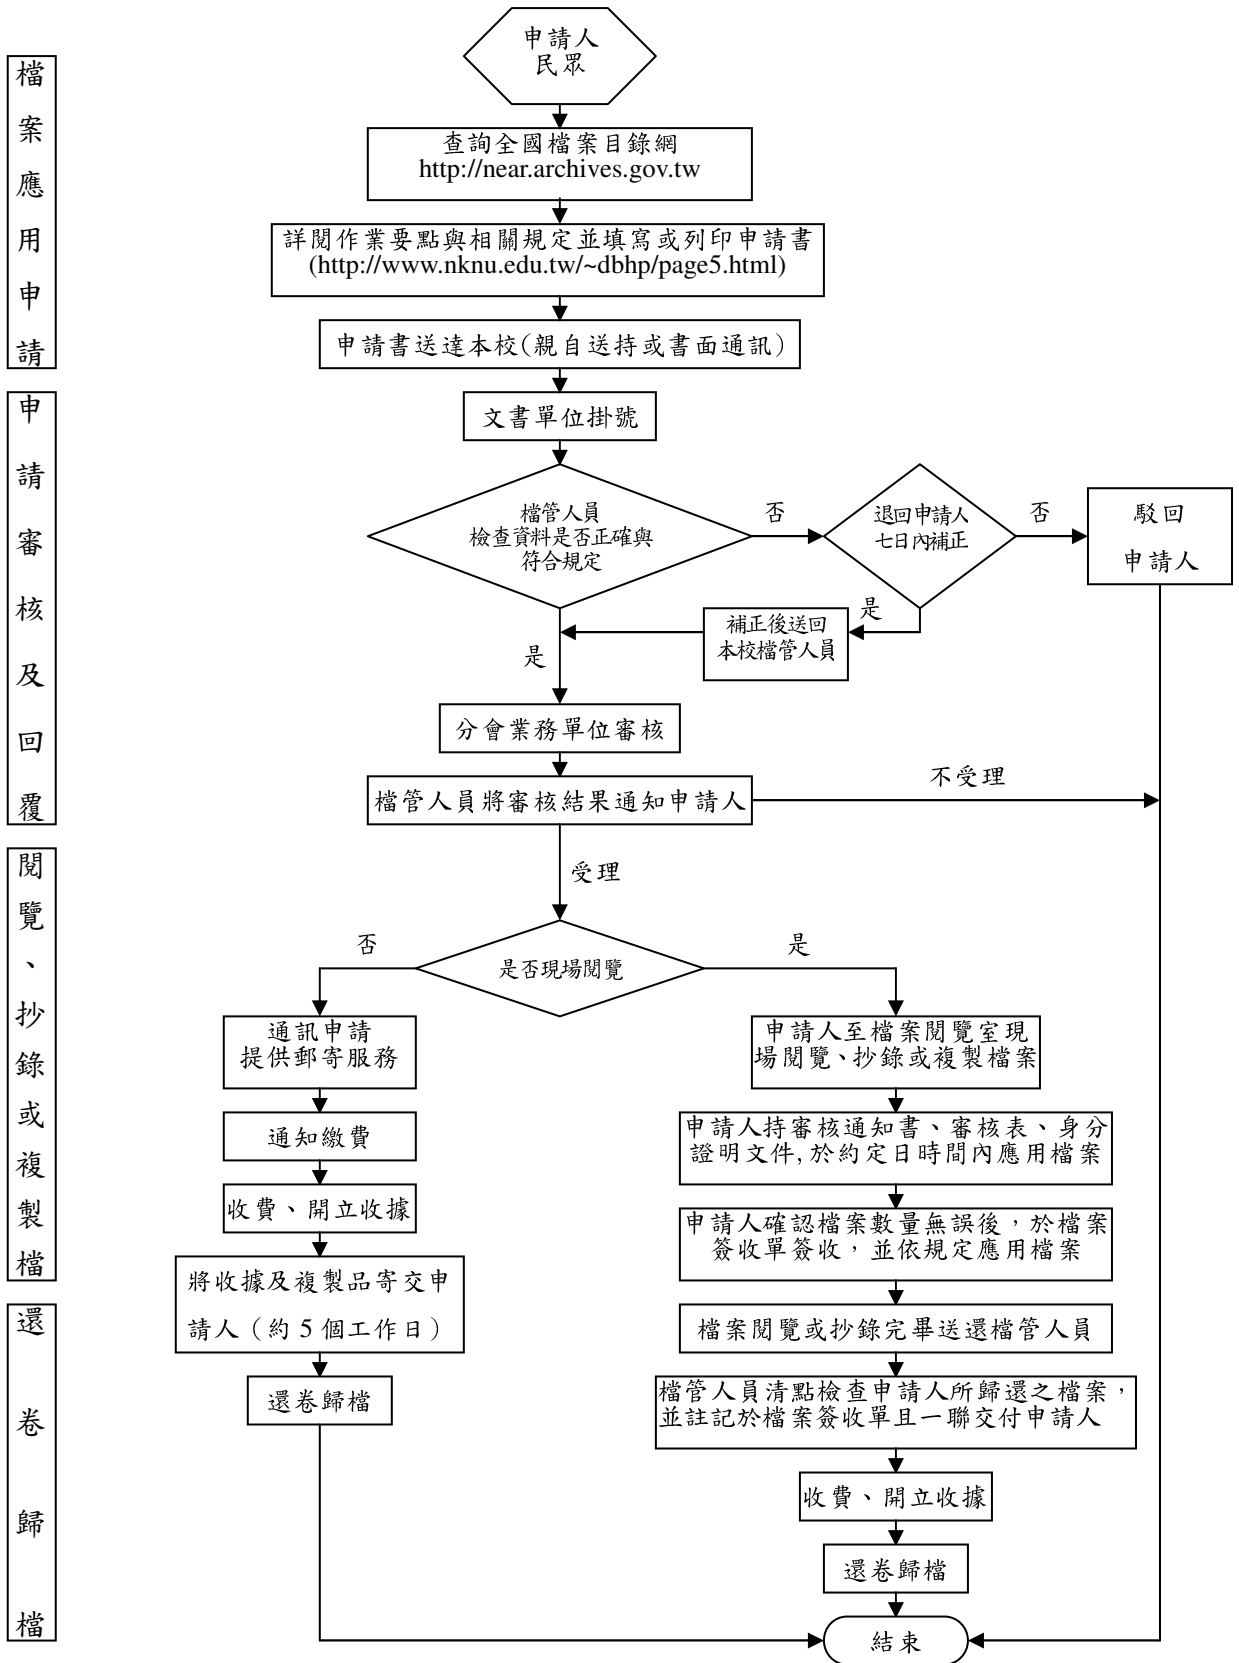 檔案應用申請
申請審核及回覆
閱覽、抄錄或複製檔
還卷歸檔
申請人
民眾
查詢全國檔案目錄網
http://near.archives.gov.tw
詳閱作業要點與相關規定並填寫或列印申請書
(http://www.nknu.edu.tw/~dbhp/page5.html)
申請書送達本校(親自送持或書面通訊)
文書單位掛號
檔管人員
檢查資料是否正確與
符合規定
否
退回申請人
七日內補正
否
駁回
申請人
是
補正後送回
本校檔管人員
是
分會業務單位審核
檔管人員將審核結果通知申請人
不受理
受理
是否現場閱覽
否
是
通訊申請
提供郵寄服務
通知繳費
收費、開立收據
將收據及複製品寄交申
請人（約 5 個工作日）
還卷歸檔
申請人至檔案閱覽室現
場閱覽、抄錄或複製檔案
申請人持審核通知書、審核表、身分
證明文件,於約定日時間內應用檔案
申請人確認檔案數量無誤後，於檔案
簽收單簽收，並依規定應用檔案
檔案閱覽或抄錄完畢送還檔管人員
檔管人員清點檢查申請人所歸還之檔案，
並註記於檔案簽收單且一聯交付申請人
收費、開立收據
還卷歸檔
結束